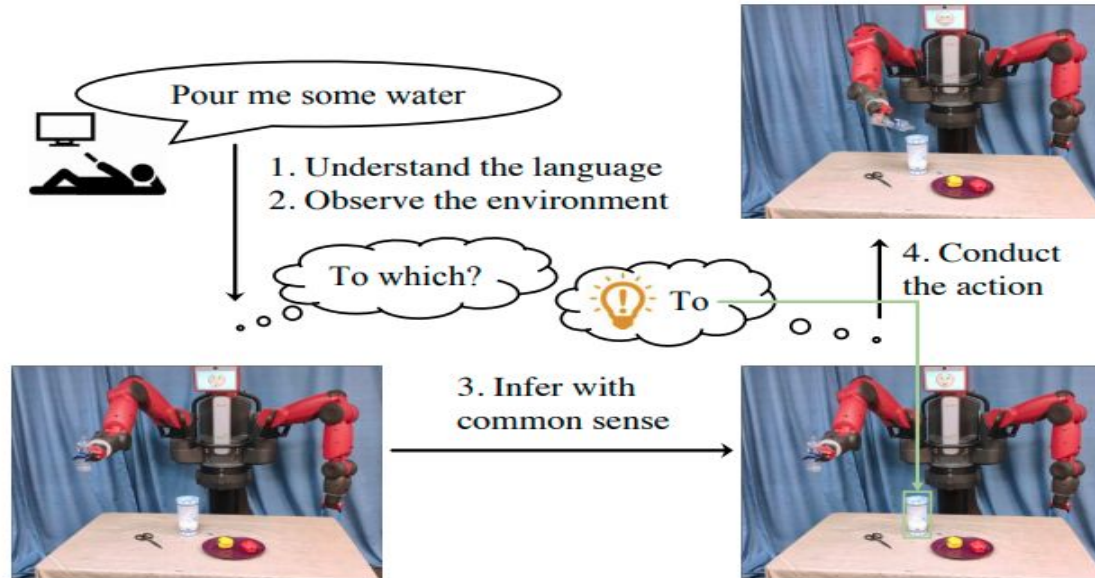 Pour me some water
1. Understand the language
2. Observe the environment
To which?
To
4. Conduct
the action
3. Infer with
common sense